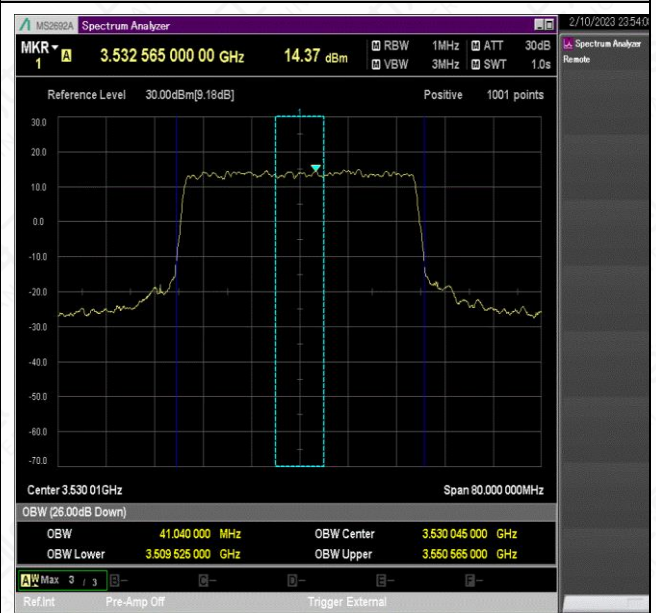 MS2692A Spectrum Analyzer
2/10/2023 23:54:0
MKR 1 A 3.532 565 000 00 GHz 14.37 dBm
M RBW 1MHz M ATT 30dB
M VBW 3MHz M SWT 1.0s
Spectrum Analyzer
Remote
Reference Level 30.00dBm[9.18dB] Positive 1001 points
1
30.0
20.0
10.0
0.0
-10.0
-20.0
-30.0
-40.0
-50.0
-60.0
-70.0
Center 3.530 01GHz Span 80.000 000MHz
OBW (26.00dB Down)
OBW 41.040 000 MHz OBW Center 3.530 045 000 GHz
OBW Lower 3.509 525 000 GHz OBW Upper 3.550 565 000 GHz
A W Max 3 / 3 B- C- D- E- F-
Ref.Int Pre-Amp Off Trigger External